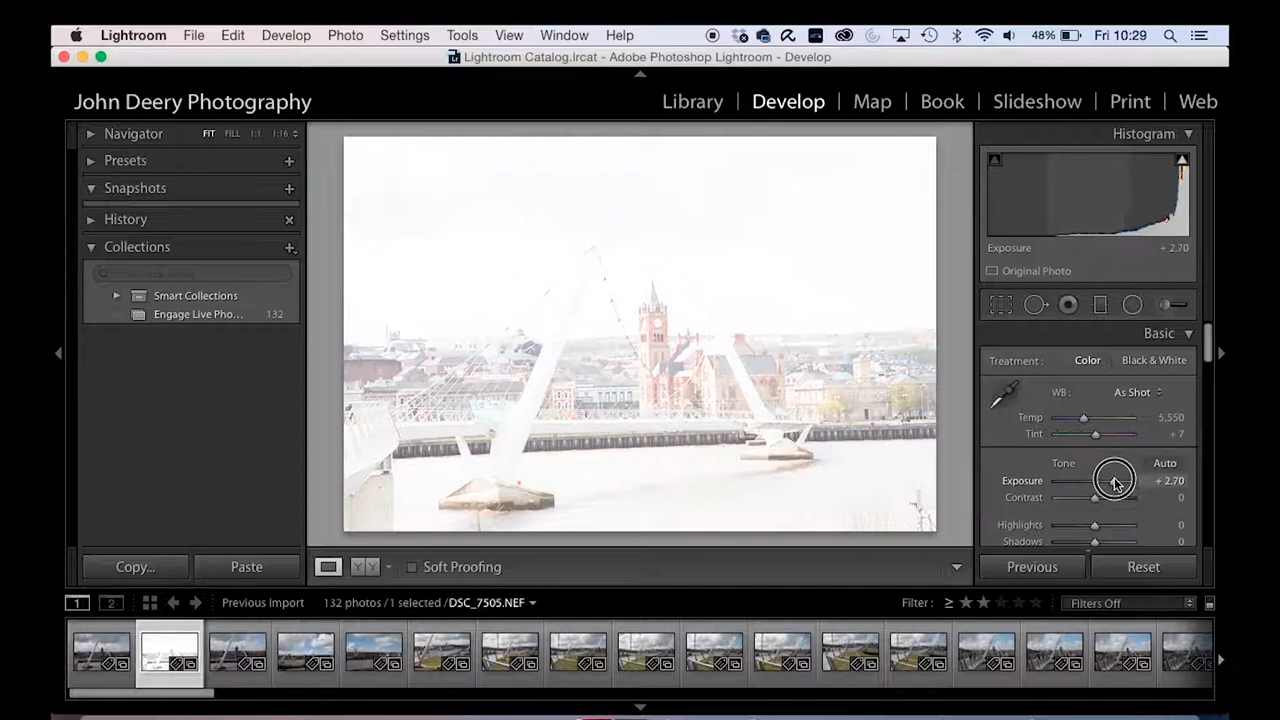 Lightroom File Edit Develop Photo Settings Tools View Window Help 48% Fri 10:29
Lightroom Catalog.lrcat - Adobe Photoshop Lightroom - Develop
John Deery Photography Library | Develop | Map | Book | Slideshow | Print | Web
Navigator FIT FILL 1:1 1:16
Histogram
Presets +
Snapshots +
History ×
Collections +
Smart Collections
Engage Live Pho... 132
Exposure + 2.70
Original Photo
Basic
Treatment : Color Black & White
WB : As Shot
Temp 5,550
Tint + 7
Tone Auto
Exposure + 2.70
Contrast 0
Highlights 0
Shadows 0
Copy... Paste Y Y Soft Proofing Previous Reset
1 2 Previous Import 132 photos / 1 selected / DSC_7505.NEF Filter : ≥ Filters Off